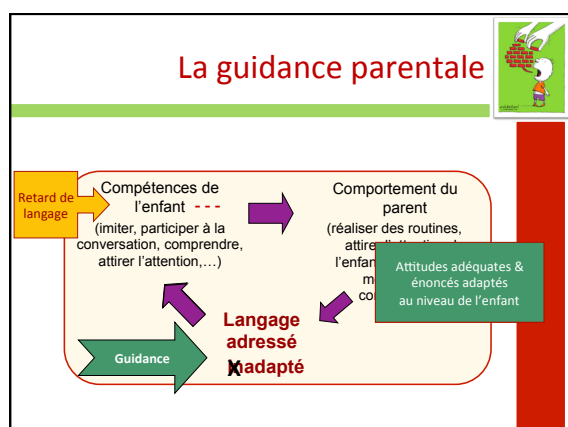 La guidance parentale
Retard de
langage
Compétences de
l'enfant - - -
(imiter, participer à la
conversation, comprendre,
attirer l'attention,…)
Comportement du
parent
(réaliser des routines,
l'enfan
Attitudes adéquates &
énoncés adaptés
au niveau de l'enfant
Langage
adressé
Xadapté
Guidance